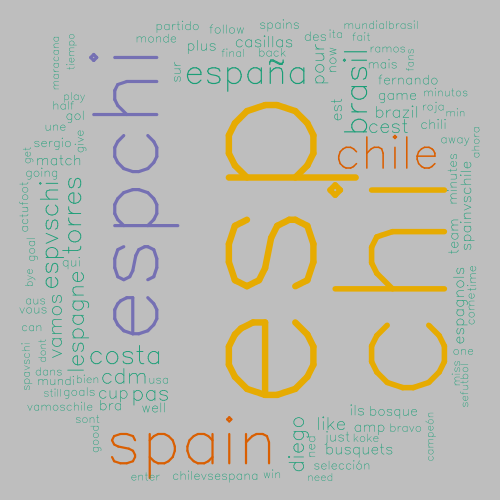 partido follow spains mundialbrasil
monde plus casillas des ita fait
final back pour now ramos
maracana tiempo sur españa mais fans
brasil fernando
play game minutos
half gol est brazil roja min
une cest chili
sergio give chile away ahora
get match
going torres minutes
espvschi team spainvschile
espchi esp chi
actufoot
goal qui
bye lespagne espagnols cometime
aus vamos
vous
can dont costa one
spavschi dans cdm miss
mundi bien usa sefutbol
still goals cup pas
vamoschile brd well ils bosque
sont diego like amp bravo
good spain ned just koke campeón
busquets
selección
enter chilevsespana win need